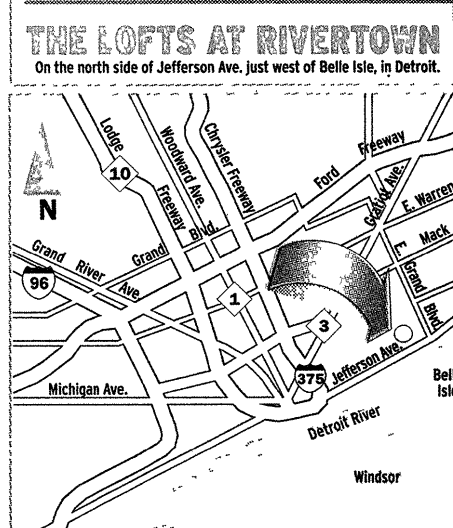 THE LOFTS AT RIVERTOWN
On the north side of Jefferson Ave. just west of Belle Isle, in Detroit.
Lodge
Freeway
10
Woodward Ave.
Chrysler Freeway
Ford
Freeway
Gratiot Ave.
E. Warren
Mack
N
Grand
Blvd.
Grand River Ave.
96
E. Grand Blvd.
1
3
375
Jefferson Ave.
Michigan Ave.
Bell
Isle
Detroit River
Windsor